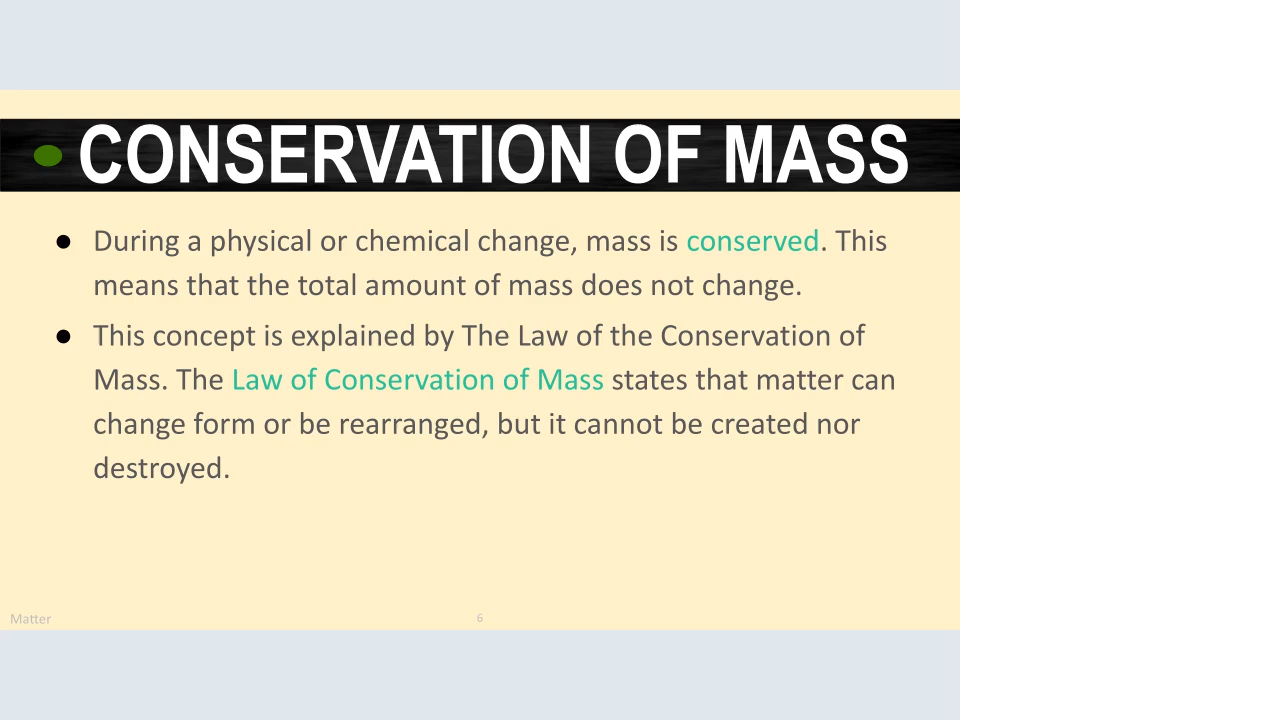 CONSERVATION OF MASS
● During a physical or chemical change, mass is conserved. This
means that the total amount of mass does not change.
● This concept is explained by The Law of the Conservation of
Mass. The Law of Conservation of Mass states that matter can
change form or be rearranged, but it cannot be created nor
destroyed.
Matter
6